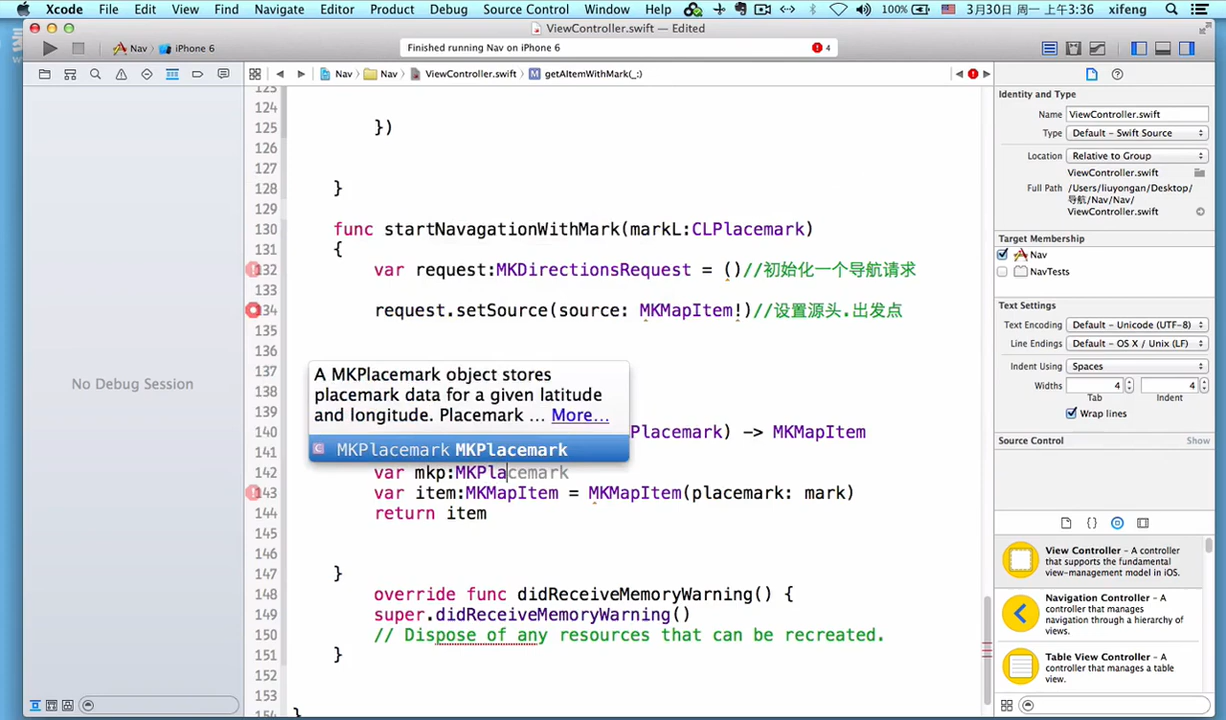 Xcode File Edit View Find Navigate Editor Product Debug Source Control Window Help 100% 3月30日 周一 上午3:36 xifeng
ViewController.swift — Edited
Nav iPhone 6 Finished running Nav on iPhone 6 4
Nav Nav ViewController.swift M getAItemWithMark(_:)
123
124
125 })
126
127
128 }
129
130 func startNavagationWithMark(markL:CLPlacemark)
131 {
132 var request:MKDirectionsRequest = ()//初始化一个导航请求
133
134 request.setSource(source: MKMapItem!)//设置源头.出发点
135
136
137
138
139
140 Placemark) -> MKMapItem
141
142 var mkp:MKPlacemark
143 var item:MKMapItem = MKMapItem(placemark: mark)
144 return item
145
146
147 }
148 override func didReceiveMemoryWarning() {
149 super.didReceiveMemoryWarning()
150 // Dispose of any resources that can be recreated.
151 }
152
153
154 }
A MKPlacemark object stores
placemark data for a given latitude
and longitude. Placemark ... More...
C MKPlacemark MKPlacemark
No Debug Session
Identity and Type
Name ViewController.swift
Type Default - Swift Source
Location Relative to Group
ViewController.swift
Full Path /Users/liuyongan/Desktop/
导航/Nav/Nav/
ViewController.swift
Target Membership
Nav
NavTests
Text Settings
Text Encoding Default - Unicode (UTF-8)
Line Endings Default - OS X / Unix (LF)
Indent Using Spaces
Widths 4 4
Tab Indent
Wrap lines
Source Control Show
View Controller – A controller
that supports the fundamental
view-management model in iOS.
Navigation Controller – A
controller that manages
navigation through a hierarchy of
views.
Table View Controller – A
controller that manages a table
view.